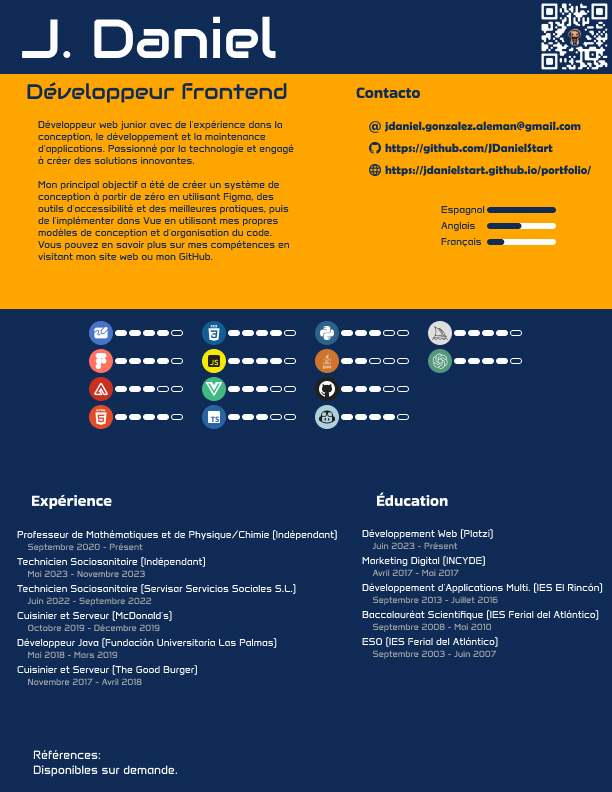 J. Daniel
Développeur Frontend
Développeur web junior avec de l'expérience dans la
conception, le développement et la maintenance
d'applications. Passionné par la technologie et engagé
à créer des solutions innovantes.
Mon principal objectif a été de créer un système de
conception à partir de zéro en utilisant Figma, des
outils d'accessibilité et des meilleures pratiques, puis
de l'implémenter dans Vue en utilisant mes propres
modèles de conception et d'organisation du code.
Vous pouvez en savoir plus sur mes compétences en
visitant mon site web ou mon GitHub.
Contacto
jdaniel.gonzalez.aleman@gmail.com
https://github.com/JDanielStart
https://jdanielstart.github.io/portfolio/
Espagnol
Anglais
Français
JS
TS
Expérience
Professeur de Mathématiques et de Physique/Chimie (Indépendant)
Septembre 2020 - Présent
Technicien Sociosanitaire (Indépendant)
Mai 2023 - Novembre 2023
Technicien Sociosanitaire (Servisar Servicios Sociales S.L.)
Juin 2022 - Septembre 2022
Cuisinier et Serveur (McDonald's)
Octobre 2019 - Décembre 2019
Développeur Java (Fundación Universitaria Las Palmas)
Mai 2018 - Mars 2019
Cuisinier et Serveur (The Good Burger)
Novembre 2017 - Avril 2018
Éducation
Développement Web (Platzi)
Juin 2023 - Présent
Marketing Digital (INCYDE)
Avril 2017 - Mai 2017
Développement d'Applications Multi. (IES El Rincón)
Septembre 2013 - Juillet 2016
Baccalauréat Scientifique (IES Ferial del Atlántico)
Septembre 2008 - Mai 2010
ESO (IES Ferial del Atlántico)
Septembre 2003 - Juin 2007
Références:
Disponibles sur demande.